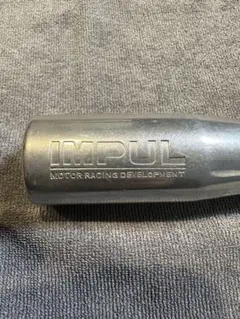 IMPUL
MOTOR RACING DEVELOPMENT